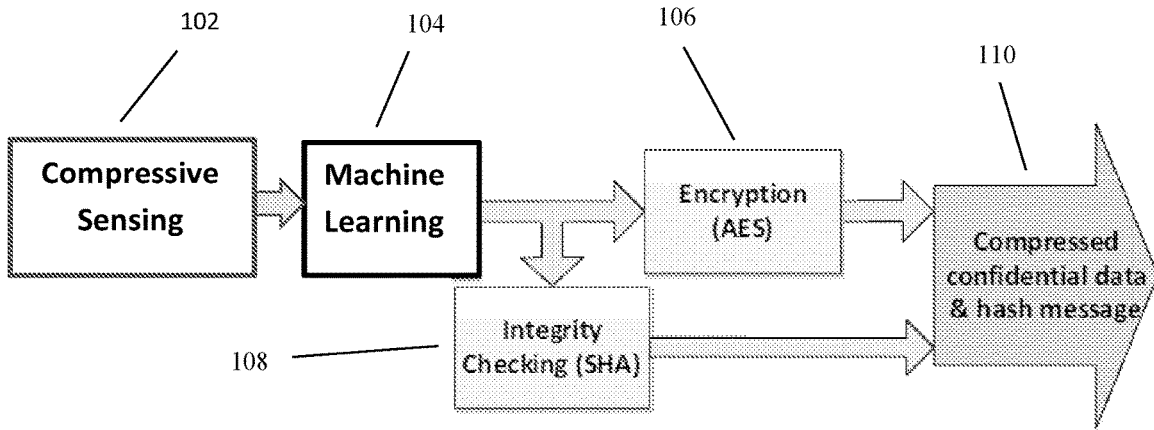 102
104
106
110
Compressive
Sensing
Machine
Learning
Encryption
(AES)
Compressed
confidential data
& hash message
Integrity
Checking (SHA)
108